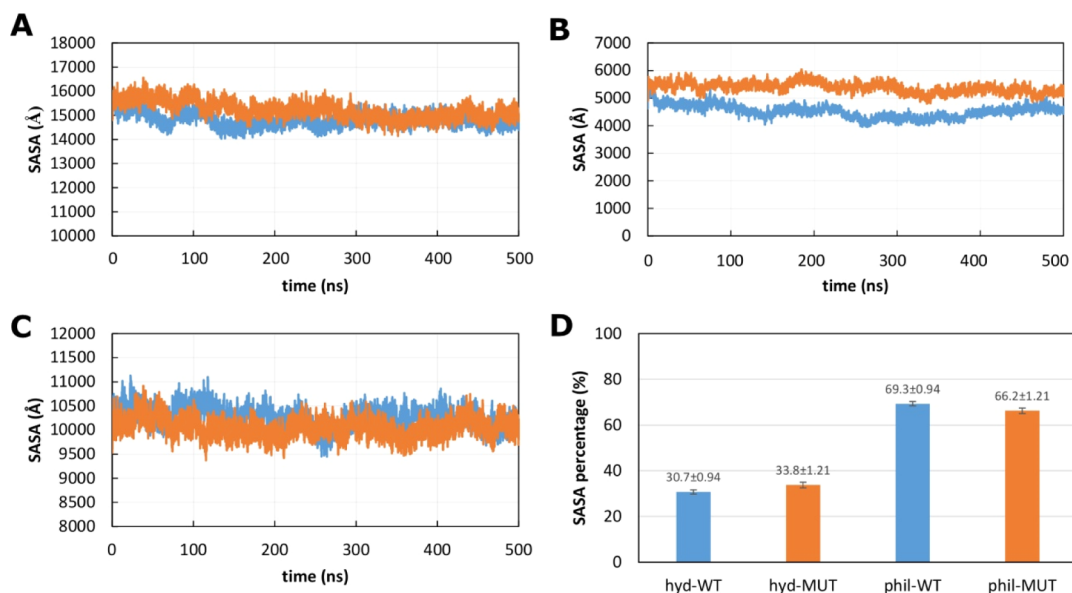 A
18000
17000
16000
15000
14000
13000
12000
11000
10000
SASA (Å)
0 100 200 300 400 500
time (ns)
B
7000
6000
5000
4000
3000
2000
1000
0
SASA (Å)
0 100 200 300 400 500
time (ns)
C
12000
11500
11000
10500
10000
9500
9000
8500
8000
SASA (Å)
0 100 200 300 400 500
time (ns)
D
100
80
60
40
20
0
SASA percentage (%)
30.7±0.94
33.8±1.21
69.3±0.94
66.2±1.21
hyd-WT hyd-MUT phil-WT phil-MUT